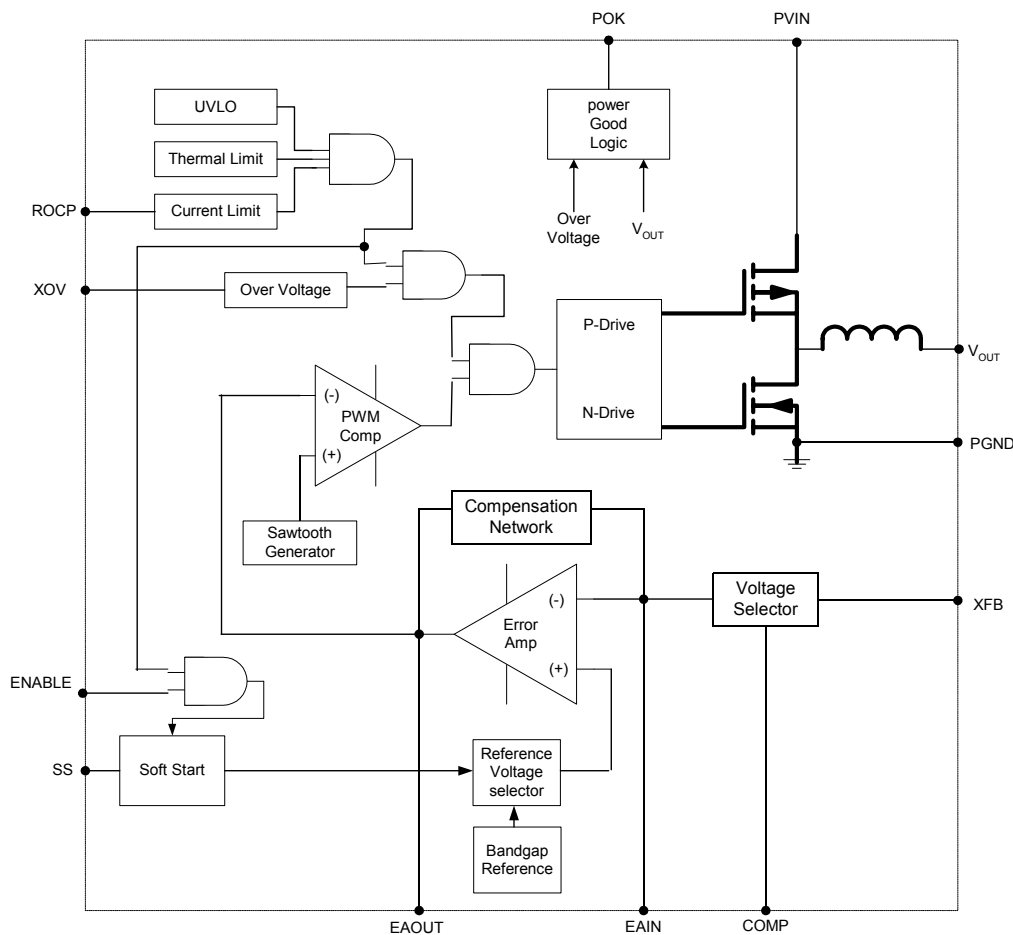 POK
PVIN
UVLO
power
Good
Logic
Thermal Limit
ROCP
Current Limit
Over
Voltage
VOUT
XOV
Over Voltage
P-Drive
N-Drive
VOUT
(-)
PWM
Comp
(+)
PGND
Sawtooth
Generator
Compensation
Network
Voltage
Selector
XFB
(-)
Error
Amp
(+)
ENABLE
SS
Soft Start
Reference
Voltage
selector
Bandgap
Reference
EAOUT
EAIN
COMP